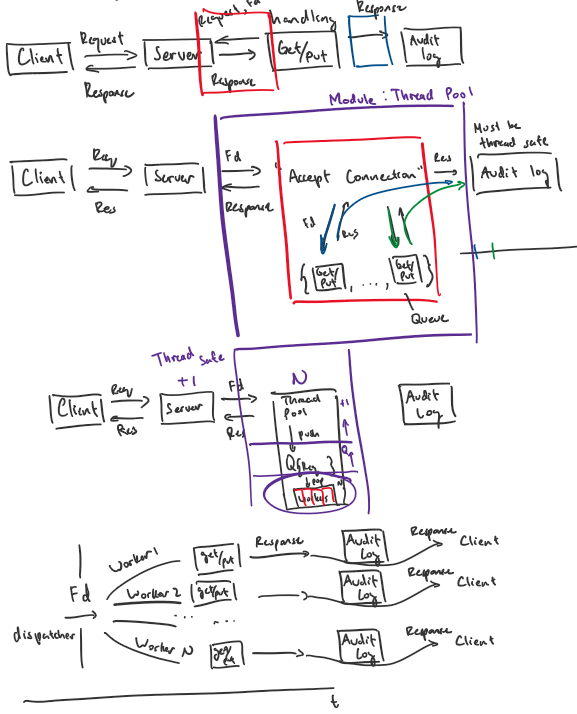 Request, Fd handling Response
Client Request Server Get/Put Audit log
Response Response
Module: Thread Pool
Must be thread safe
Client Req Server Fd "Accept Connection" Res Audit log
Res Response
Fd Res
{ Get/Put , ..., Get/Put }
Queue
Thread safe
+1 N
Client Req Server Fd Thread Pool +1 Audit Log
Res Res push
Q{Req }
pop N
workers
Worker 1 get/put Response Audit Log Response Client
Fd Worker 2 get/put Audit Log Response Client
... ...
dispatcher
Worker N get/put Audit Log Response Client
t